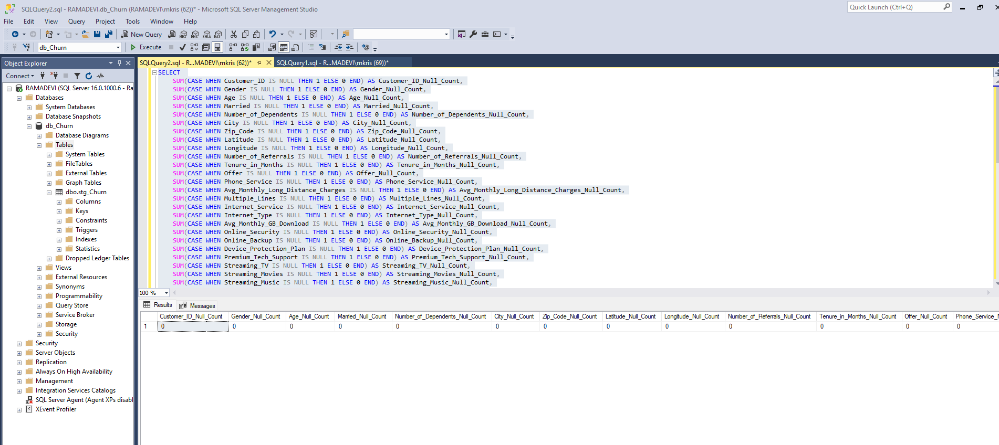 SQLQuery2.sql - RAMADEVI.db_Churn (RAMADEVI\mkris (62))* - Microsoft SQL Server Management Studio
Quick Launch (Ctrl+Q)
File Edit View Query Project Tools Window Help
New Query MDX DMX XMLA DAX
db_Churn Execute
Object Explorer
Connect
RAMADEVI (SQL Server 16.0.1000.6 - Ra
Databases
System Databases
Database Snapshots
db_Churn
Database Diagrams
Tables
System Tables
FileTables
External Tables
Graph Tables
dbo.stg_Churn
Columns
Keys
Constraints
Triggers
Indexes
Statistics
Dropped Ledger Tables
Views
External Resources
Synonyms
Programmability
Query Store
Service Broker
Storage
Security
Security
Server Objects
Replication
Always On High Availability
Management
Integration Services Catalogs
SQL Server Agent (Agent XPs disabl
XEvent Profiler
SQLQuery2.sql - R...MADEVI\mkris (62))* SQLQuery1.sql - R...MADEVI\mkris (69))*
SELECT
SUM(CASE WHEN Customer_ID IS NULL THEN 1 ELSE 0 END) AS Customer_ID_Null_Count,
SUM(CASE WHEN Gender IS NULL THEN 1 ELSE 0 END) AS Gender_Null_Count,
SUM(CASE WHEN Age IS NULL THEN 1 ELSE 0 END) AS Age_Null_Count,
SUM(CASE WHEN Married IS NULL THEN 1 ELSE 0 END) AS Married_Null_Count,
SUM(CASE WHEN Number_of_Dependents IS NULL THEN 1 ELSE 0 END) AS Number_of_Dependents_Null_Count,
SUM(CASE WHEN City IS NULL THEN 1 ELSE 0 END) AS City_Null_Count,
SUM(CASE WHEN Zip_Code IS NULL THEN 1 ELSE 0 END) AS Zip_Code_Null_Count,
SUM(CASE WHEN Latitude IS NULL THEN 1 ELSE 0 END) AS Latitude_Null_Count,
SUM(CASE WHEN Longitude IS NULL THEN 1 ELSE 0 END) AS Longitude_Null_Count,
SUM(CASE WHEN Number_of_Referrals IS NULL THEN 1 ELSE 0 END) AS Number_of_Referrals_Null_Count,
SUM(CASE WHEN Tenure_in_Months IS NULL THEN 1 ELSE 0 END) AS Tenure_in_Months_Null_Count,
SUM(CASE WHEN Offer IS NULL THEN 1 ELSE 0 END) AS Offer_Null_Count,
SUM(CASE WHEN Phone_Service IS NULL THEN 1 ELSE 0 END) AS Phone_Service_Null_Count,
SUM(CASE WHEN Avg_Monthly_Long_Distance_Charges IS NULL THEN 1 ELSE 0 END) AS Avg_Monthly_Long_Distance_Charges_Null_Count,
SUM(CASE WHEN Multiple_Lines IS NULL THEN 1 ELSE 0 END) AS Multiple_Lines_Null_Count,
SUM(CASE WHEN Internet_Service IS NULL THEN 1 ELSE 0 END) AS Internet_Service_Null_Count,
SUM(CASE WHEN Internet_Type IS NULL THEN 1 ELSE 0 END) AS Internet_Type_Null_Count,
SUM(CASE WHEN Avg_Monthly_GB_Download IS NULL THEN 1 ELSE 0 END) AS Avg_Monthly_GB_Download_Null_Count,
SUM(CASE WHEN Online_Security IS NULL THEN 1 ELSE 0 END) AS Online_Security_Null_Count,
SUM(CASE WHEN Online_Backup IS NULL THEN 1 ELSE 0 END) AS Online_Backup_Null_Count,
SUM(CASE WHEN Device_Protection_Plan IS NULL THEN 1 ELSE 0 END) AS Device_Protection_Plan_Null_Count,
SUM(CASE WHEN Premium_Tech_Support IS NULL THEN 1 ELSE 0 END) AS Premium_Tech_Support_Null_Count,
SUM(CASE WHEN Streaming_TV IS NULL THEN 1 ELSE 0 END) AS Streaming_TV_Null_Count,
SUM(CASE WHEN Streaming_Movies IS NULL THEN 1 ELSE 0 END) AS Streaming_Movies_Null_Count,
SUM(CASE WHEN Streaming_Music IS NULL THEN 1 ELSE 0 END) AS Streaming_Music_Null_Count,
100 %
Results Messages
Customer_ID_Null_Count Gender_Null_Count Age_Null_Count Married_Null_Count Number_of_Dependents_Null_Count City_Null_Count Zip_Code_Null_Count Latitude_Null_Count Longitude_Null_Count Number_of_Referrals_Null_Count Tenure_in_Months_Null_Count Offer_Null_Count Phone_Service_N
1 0 0 0 0 0 0 0 0 0 0 0 0 0